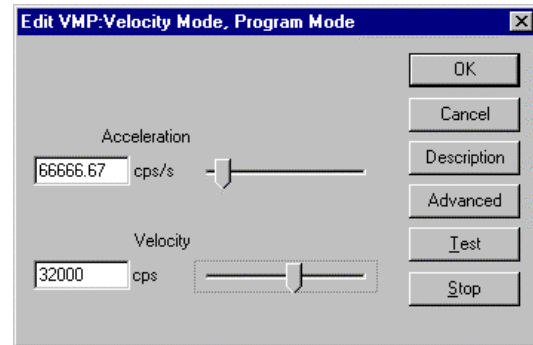 Edit VMP:Velocity Mode, Program Mode
OK
Cancel
Acceleration
66666.67 cps/s
Description
Advanced
Velocity
32000 cps
Test
Stop